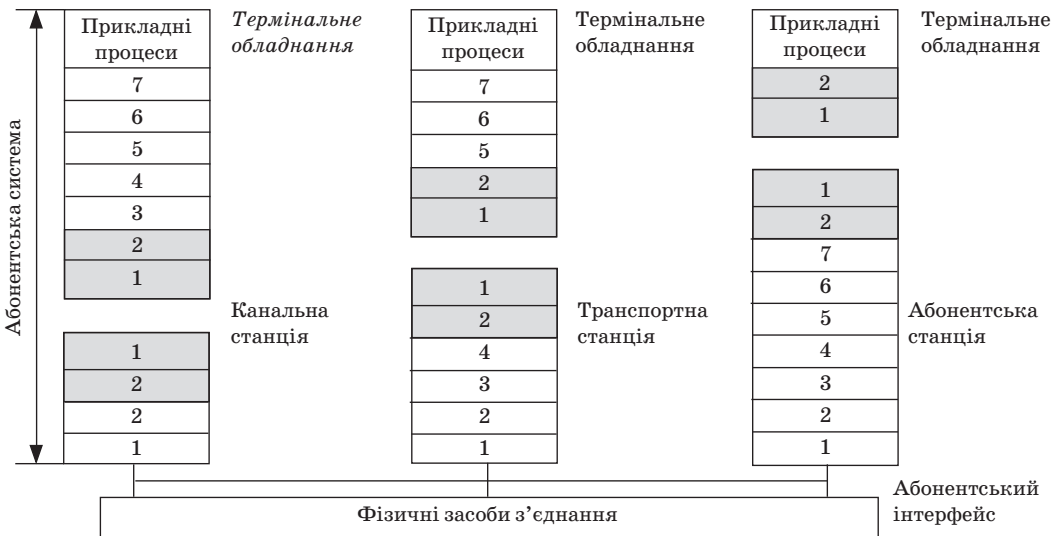 Абонентська система
Прикладні
процеси
7
6
5
4
3
2
1
Термінальне
обладнання
1
2
2
1
Канальна
станція
Прикладні
процеси
7
6
5
2
1
Термінальне
обладнання
1
2
4
3
2
1
Транспортна
станція
Прикладні
процеси
2
1
Термінальне
обладнання
1
2
7
6
5
4
3
2
1
Абонентська
станція
Фізичні засоби з’єднання
Абонентський
інтерфейс